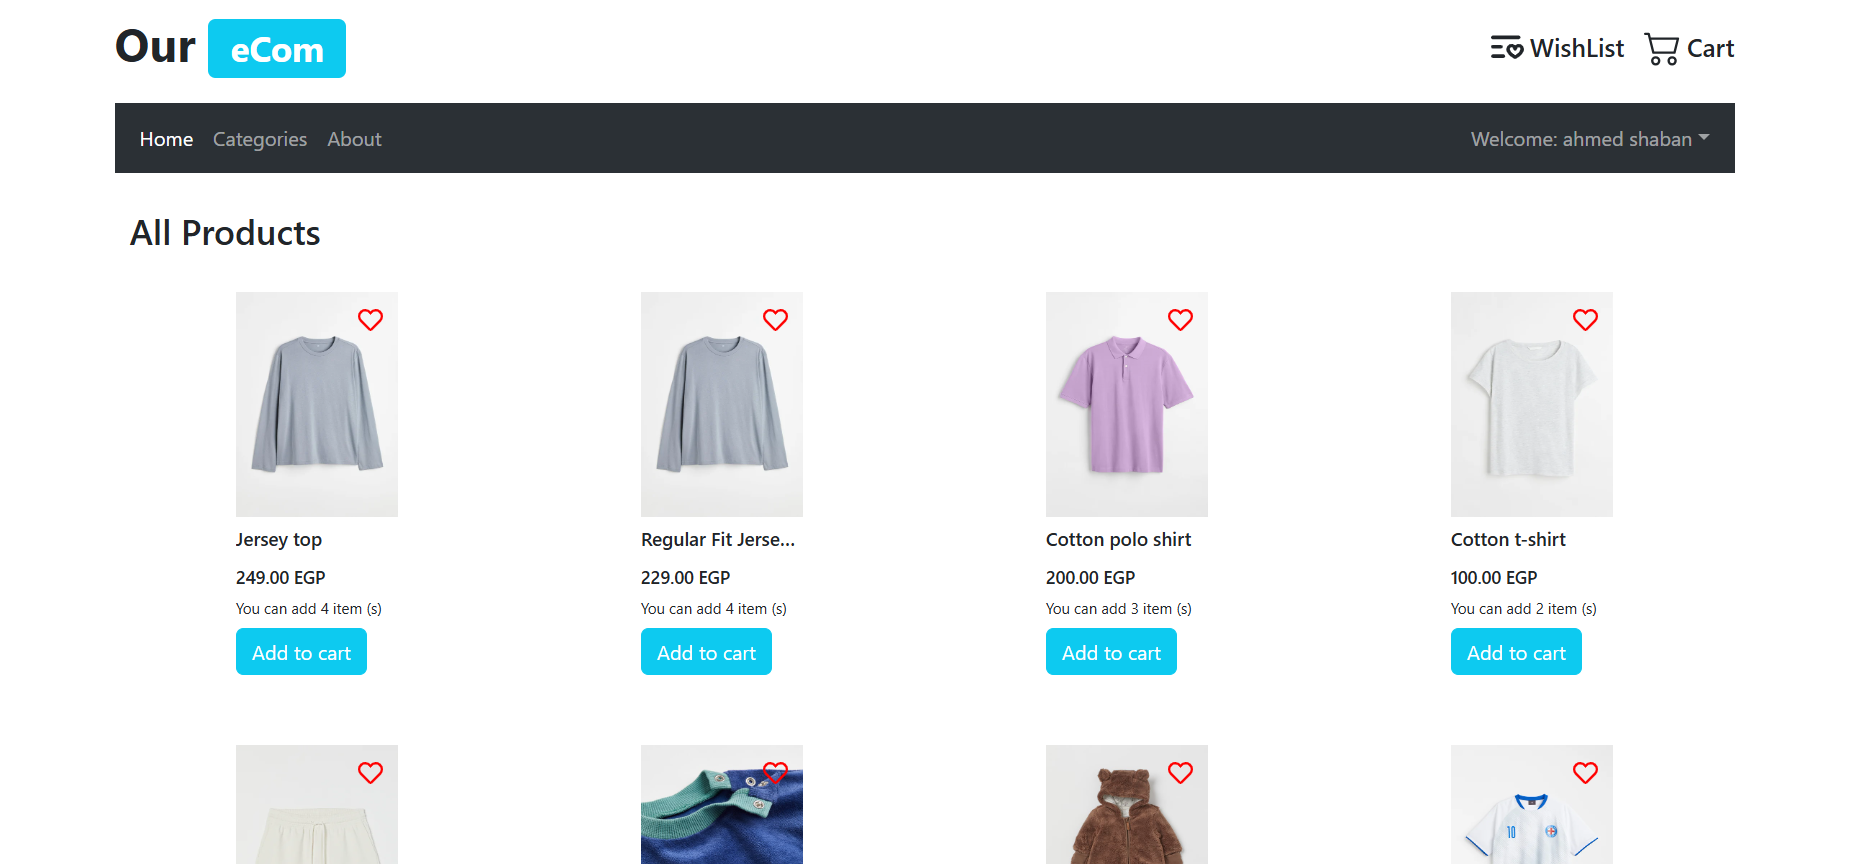 Our eCom
WishList Cart
Home Categories About Welcome: ahmed shaban
All Products
Jersey top
249.00 EGP
You can add 4 item (s)
Add to cart
Regular Fit Jerse...
229.00 EGP
You can add 4 item (s)
Add to cart
Cotton polo shirt
200.00 EGP
You can add 3 item (s)
Add to cart
Cotton t-shirt
100.00 EGP
You can add 2 item (s)
Add to cart
10